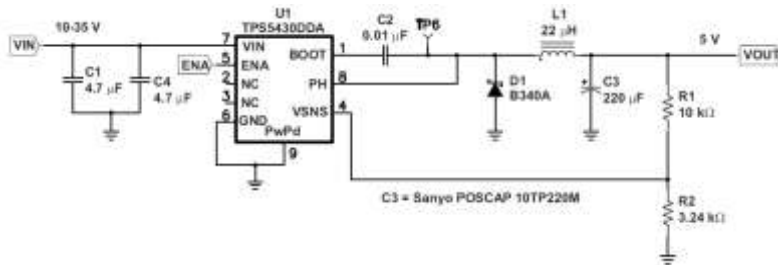 U1
TPS5430DDA
10-35 V
VIN
C1
4.7 µF
C4
4.7 µF
ENA
7
5
2
3
6
VIN
ENA
NC
NC
GND
BOOT
PH
VSNS
PwPd
9
1
8
4
C2
0.01 µF
TP6
L1
22 µH
5 V
VOUT
D1
B340A
+
C3
220 µF
R1
10 kΩ
C3 = Sanyo POSCAP 10TP220M
R2
3.24 kΩ